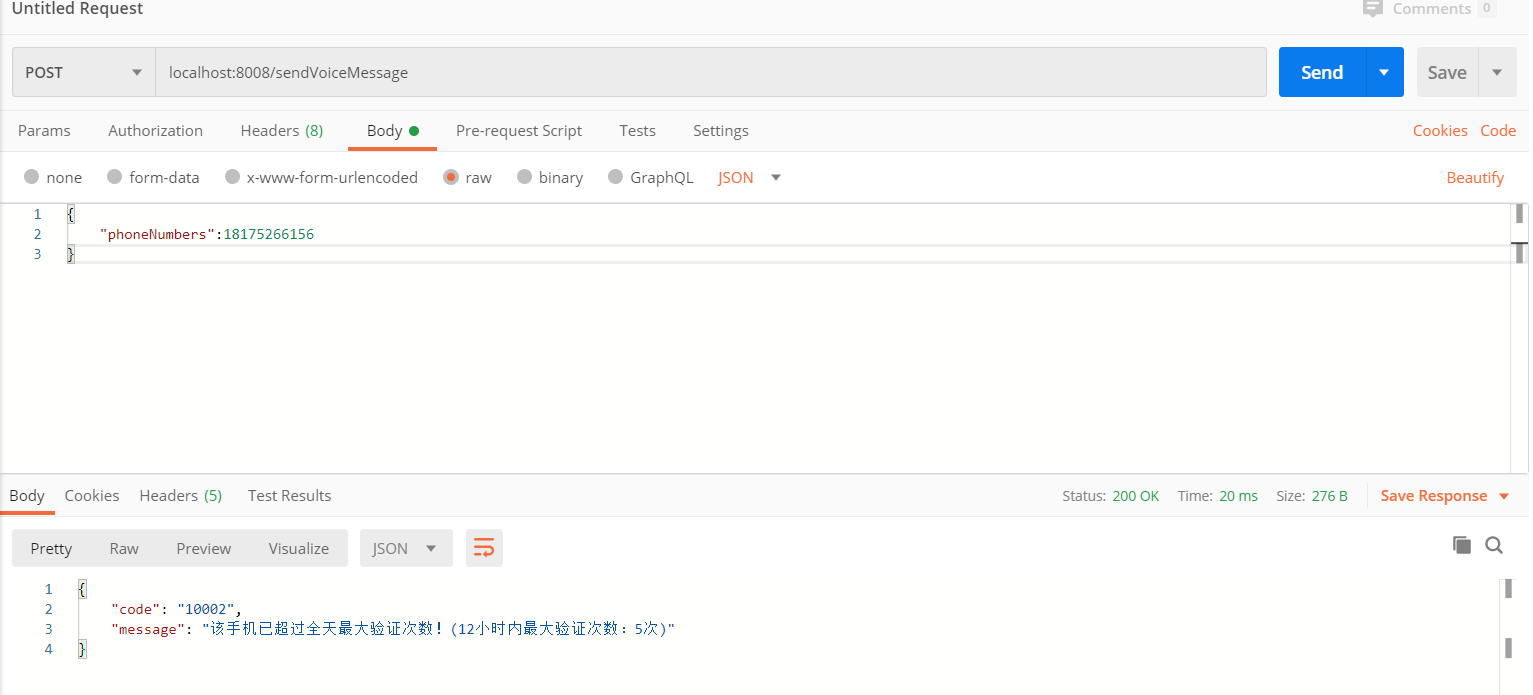 Untitled Request
Comments 0
POST localhost:8008/sendVoiceMessage Send Save
Params Authorization Headers (8) Body Pre-request Script Tests Settings Cookies Code
none form-data x-www-form-urlencoded raw binary GraphQL JSON Beautify
1 {
2 "phoneNumbers":18175266156
3 }
Body Cookies Headers (5) Test Results Status: 200 OK Time: 20 ms Size: 276 B Save Response
Pretty Raw Preview Visualize JSON
1 {
2 "code": "10002",
3 "message": "该手机已超过全天最大验证次数！(12小时内最大验证次数：5次)"
4 }